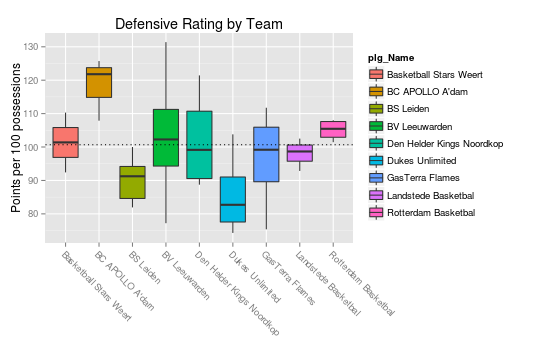 Defensive Rating by Team
Points per 100 possessions
130
120
110
100
90
80
Basketball Stars Weert
BC APOLLO A'dam
BS Leiden
BV Leeuwarden
Den Helder Kings Noordkop
Dukes Unlimited
GasTerra Flames
Landstede Basketbal
Rotterdam Basketbal
plg_Name
Basketball Stars Weert
BC APOLLO A'dam
BS Leiden
BV Leeuwarden
Den Helder Kings Noordkop
Dukes Unlimited
GasTerra Flames
Landstede Basketbal
Rotterdam Basketbal